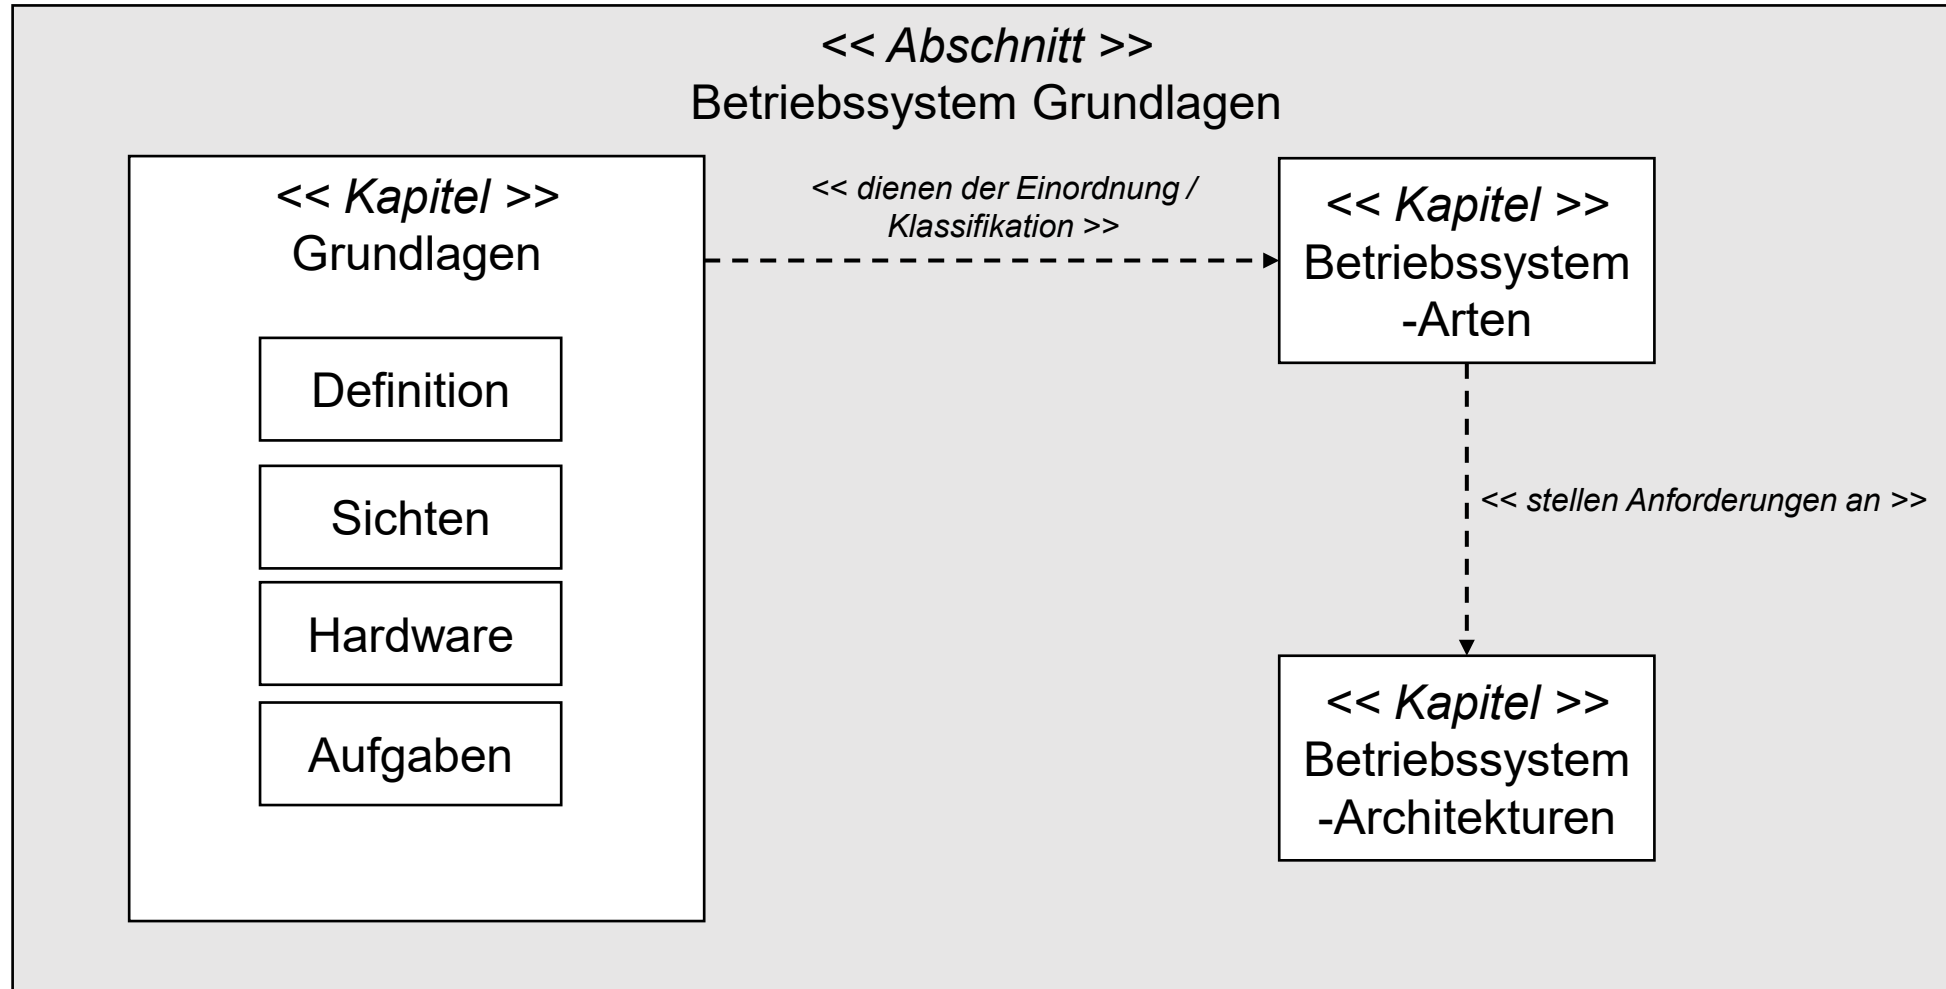 << Abschnitt >>
Betriebssystem Grundlagen
<< Kapitel >>
Grundlagen
Definition
Sichten
Hardware
Aufgaben
<< dienen der Einordnung /
Klassifikation >>
<< Kapitel >>
Betriebssystem
-Arten
<< stellen Anforderungen an >>
<< Kapitel >>
Betriebssystem
-Architekturen